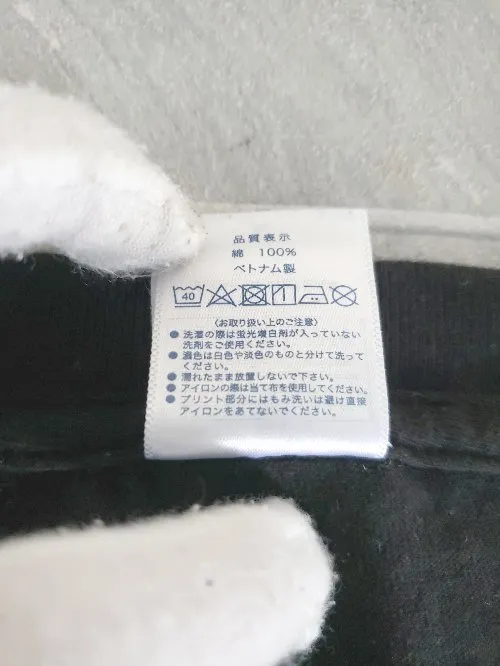 品質表示
綿 100%
ベトナム製
40
〈お取り扱い上のご注意〉
●洗濯の際は蛍光増白剤が入っていない
洗剤をご使用ください。
●濃色は白色や淡色のものと分けて洗って
ください。
●濡れたまま放置しないで下さい。
●アイロンの際は当て布を使用してください。
●プリント部分にはもみ洗いは避け直接
アイロンをあてないでください。